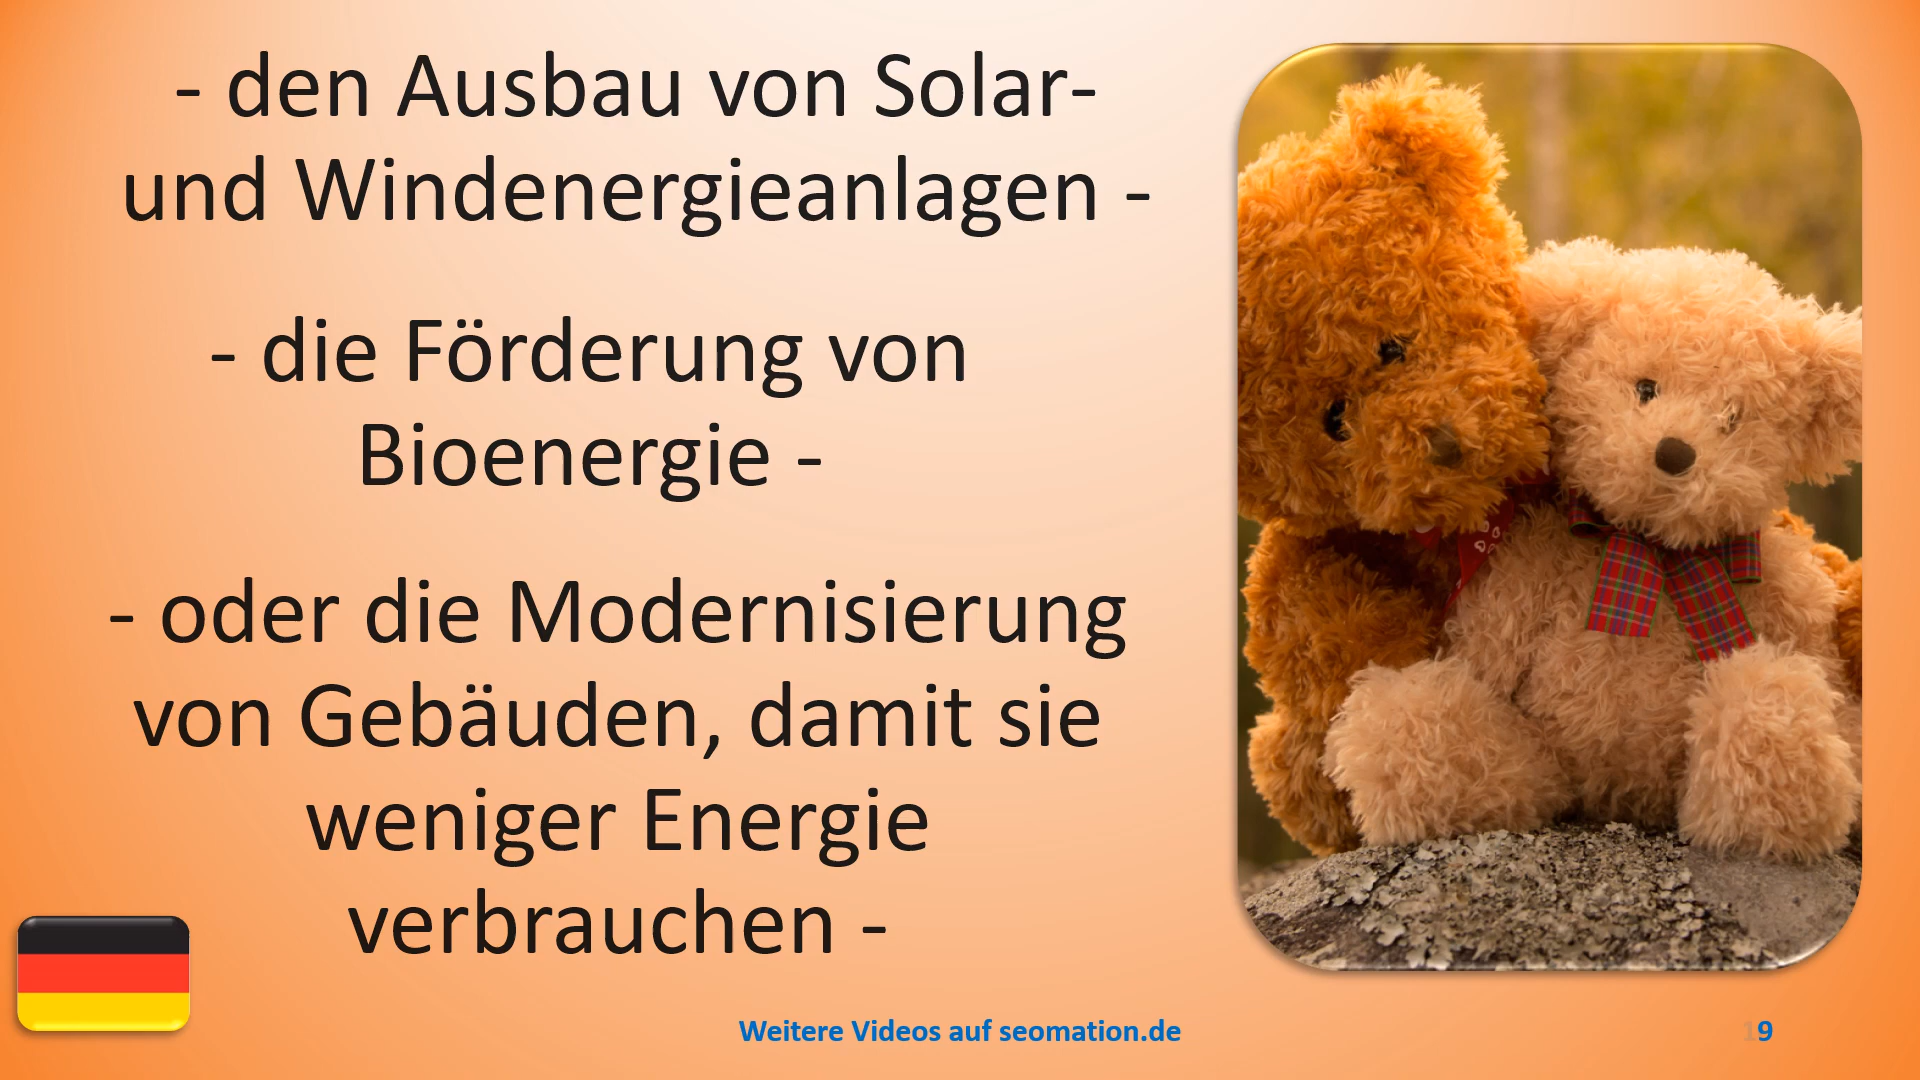 - den Ausbau von Solar-
und Windenergieanlagen -
- die Förderung von
Bioenergie -
- oder die Modernisierung
von Gebäuden, damit sie
weniger Energie
verbrauchen -
Weitere Videos auf seomation.de
19